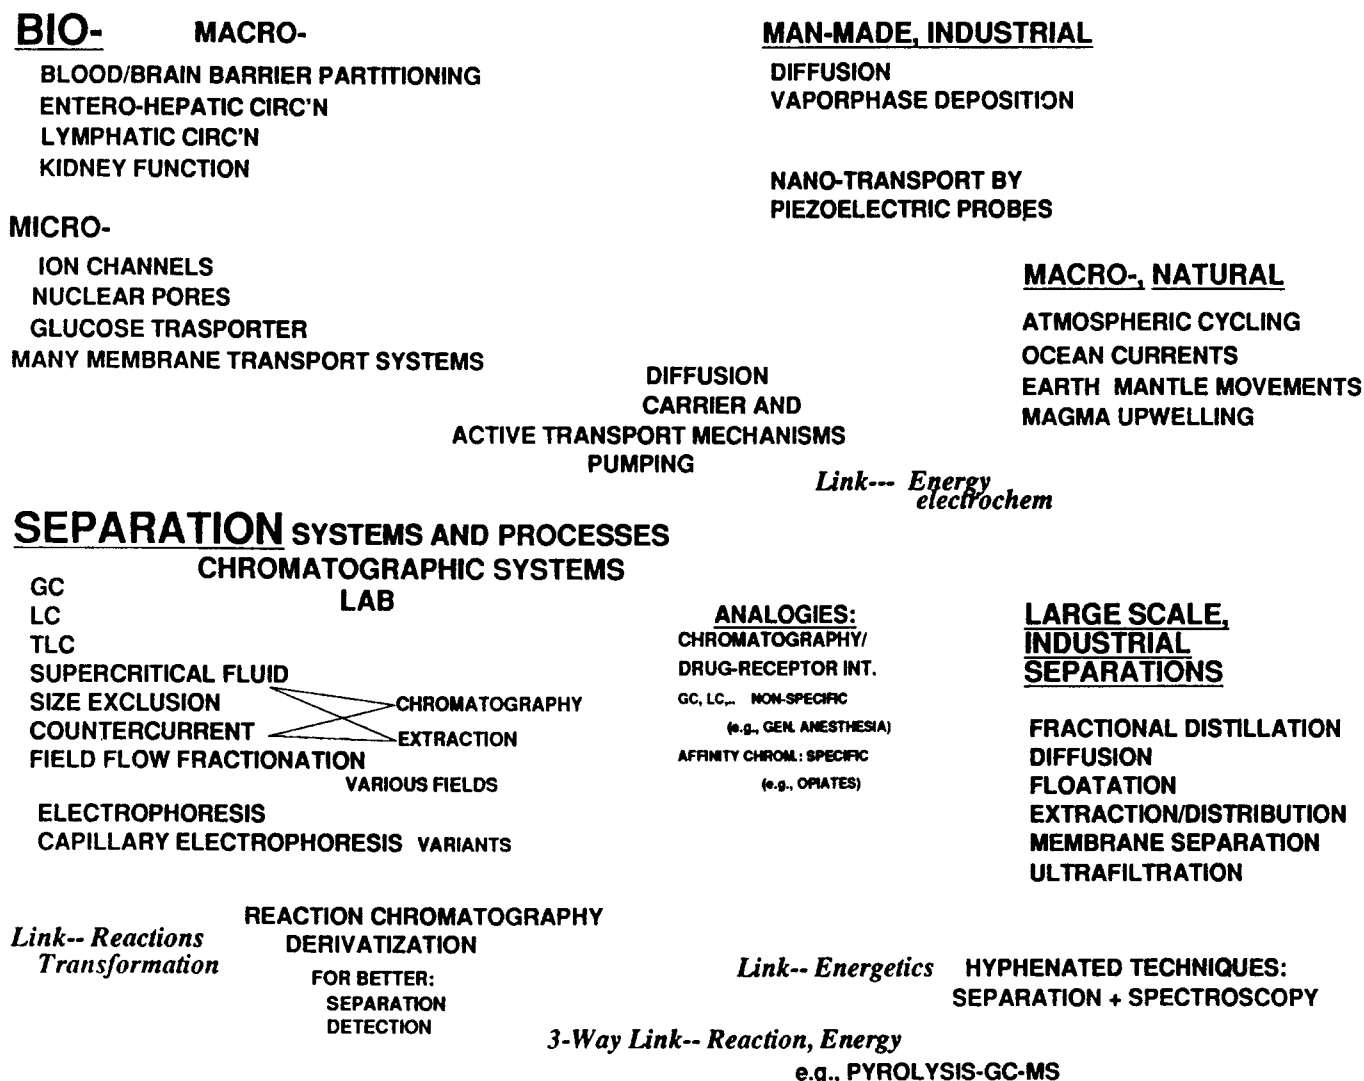 BIO- MACRO-
BLOOD/BRAIN BARRIER PARTITIONING
ENTERO-HEPATIC CIRC'N
LYMPHATIC CIRC'N
KIDNEY FUNCTION
MICRO-
ION CHANNELS
NUCLEAR PORES
GLUCOSE TRASPORTER
MANY MEMBRANE TRANSPORT SYSTEMS
MAN-MADE, INDUSTRIAL
DIFFUSION
VAPORPHASE DEPOSITION
NANO-TRANSPORT BY
PIEZOELECTRIC PROBES
MACRO-, NATURAL
ATMOSPHERIC CYCLING
OCEAN CURRENTS
EARTH MANTLE MOVEMENTS
MAGMA UPWELLING
DIFFUSION
CARRIER AND
ACTIVE TRANSPORT MECHANISMS
PUMPING
Link--- Energy
electrochem
SEPARATION SYSTEMS AND PROCESSES
CHROMATOGRAPHIC SYSTEMS
LAB
GC
LC
TLC
SUPERCRITICAL FLUID
SIZE EXCLUSION
COUNTERCURRENT
FIELD FLOW FRACTIONATION
VARIOUS FIELDS
CHROMATOGRAPHY
EXTRACTION
ELECTROPHORESIS
CAPILLARY ELECTROPHORESIS VARIANTS
ANALOGIES:
CHROMATOGRAPHY/
DRUG-RECEPTOR INT.
GC, LC,.. NON-SPECIFIC
(e.g., GEN. ANESTHESIA)
AFFINITY CHROM.: SPECIFIC
(e.g., OPIATES)
LARGE SCALE,
INDUSTRIAL
SEPARATIONS
FRACTIONAL DISTILLATION
DIFFUSION
FLOATATION
EXTRACTION/DISTRIBUTION
MEMBRANE SEPARATION
ULTRAFILTRATION
Link-- Reactions
Transformation
REACTION CHROMATOGRAPHY
DERIVATIZATION
FOR BETTER:
SEPARATION
DETECTION
Link-- Energetics
HYPHENATED TECHNIQUES:
SEPARATION + SPECTROSCOPY
3-Way Link-- Reaction, Energy
e.g., PYROLYSIS-GC-MS